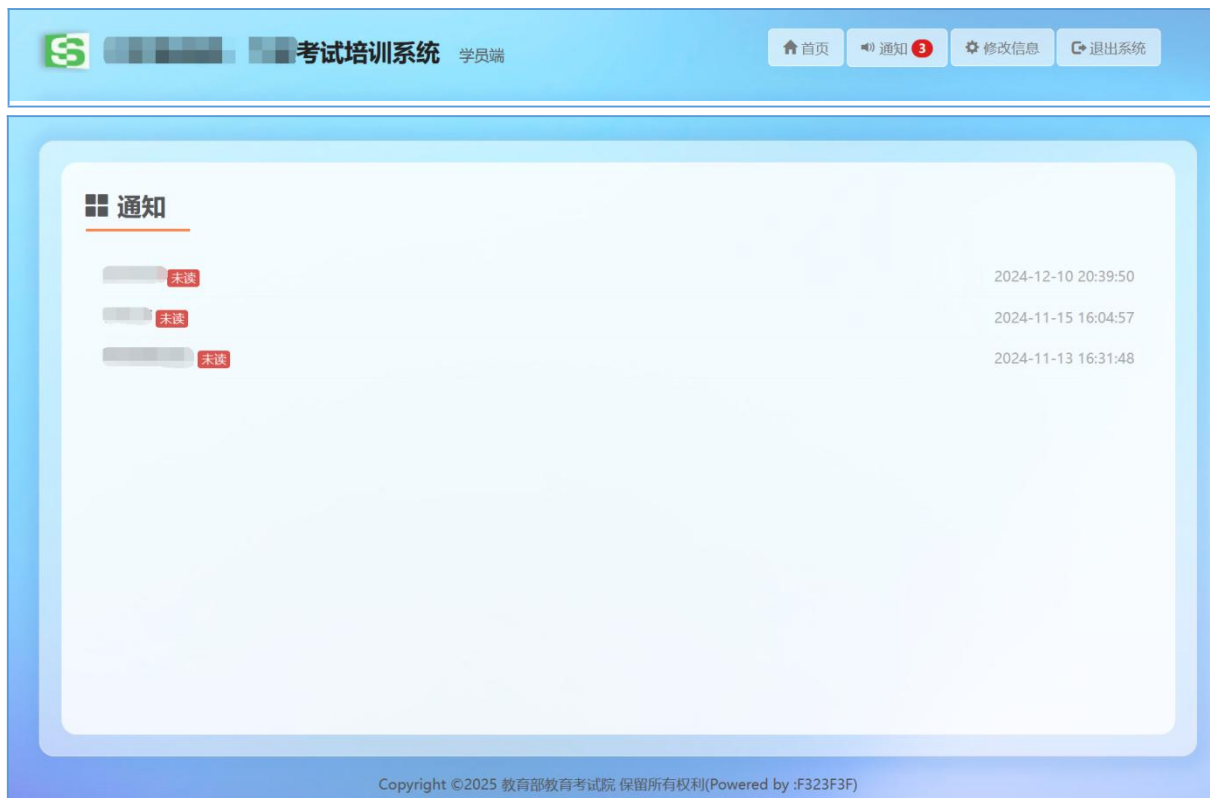 考试培训系统 学员端
首页 通知 3 修改信息 退出系统
通知
未读 2024-12-10 20:39:50
未读 2024-11-15 16:04:57
未读 2024-11-13 16:31:48
Copyright ©2025 教育部教育考试院 保留所有权利(Powered by :F323F3F)